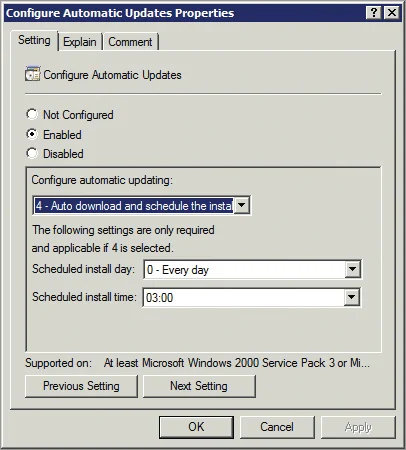 Configure Automatic Updates Properties
Setting Explain Comment
Configure Automatic Updates
Not Configured
Enabled
Disabled
Configure automatic updating:
4 - Auto download and schedule the instal
The following settings are only required
and applicable if 4 is selected.
Scheduled install day: 0 - Every day
Scheduled install time: 03:00
Supported on: At least Microsoft Windows 2000 Service Pack 3 or Mi...
Previous Setting Next Setting
OK Cancel Apply